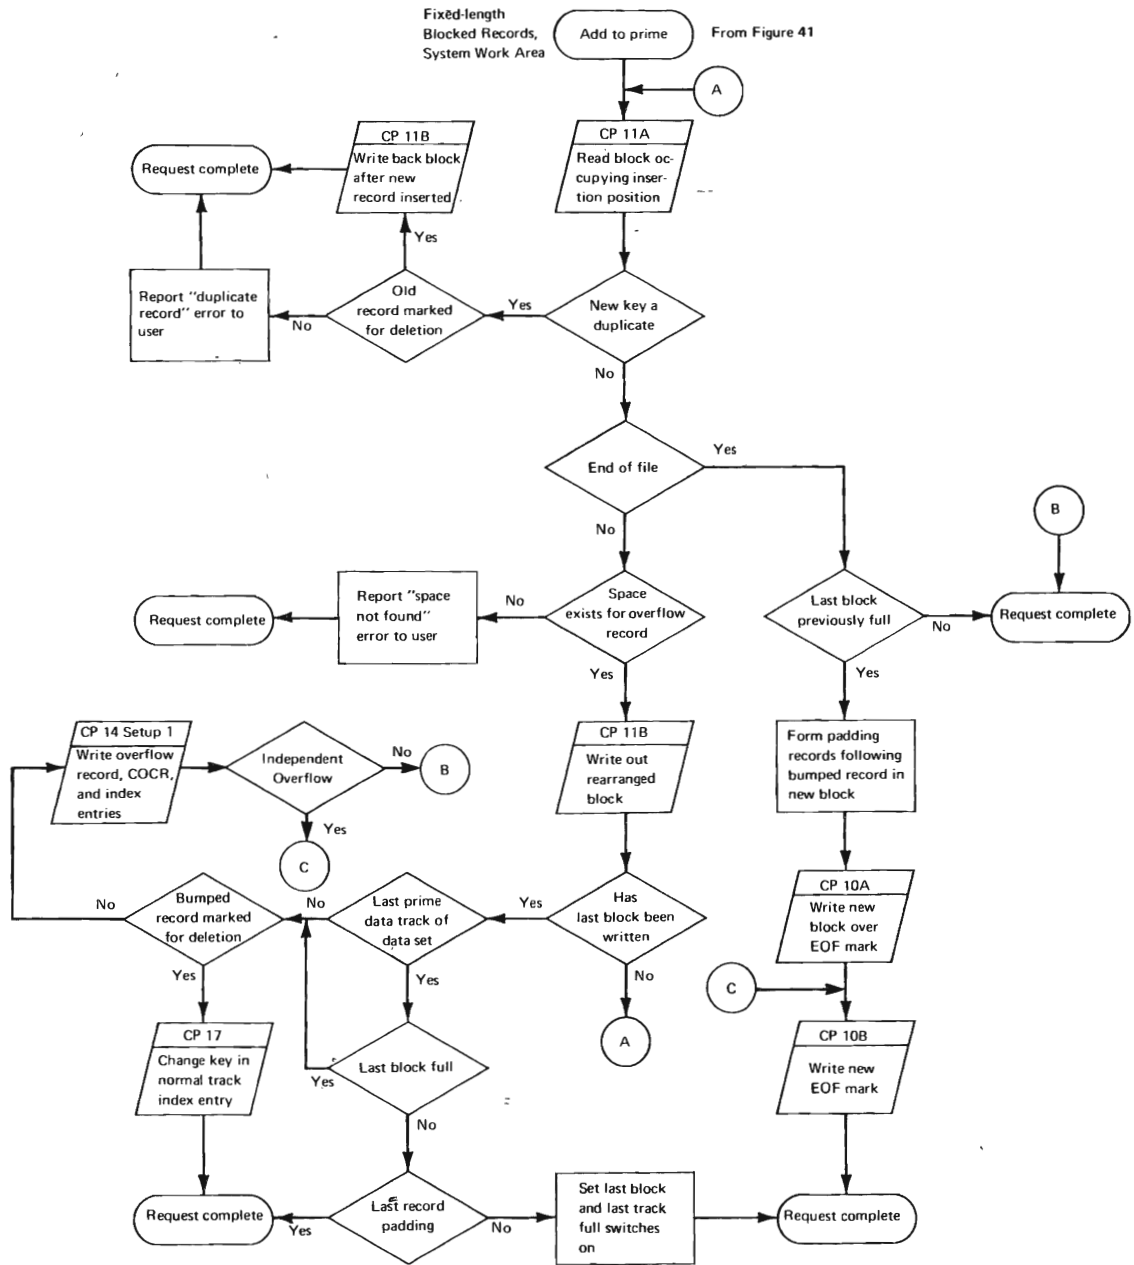 Fixed-length
Blocked Records,
System Work Area
Add to prime
From Figure 41
A
CP 11B
Write back block
after new
record inserted
CP 11A
Read block oc-
cupying inser-
tion position
Request complete
Yes
Report "duplicate
record" error to
user
No
Old
record marked
for deletion
Yes
New key a
duplicate
No
End of file
Yes
No
B
Report "space
not found"
error to user
No
Space
exists for overflow
record
Last block
previously full
No
Request complete
Request complete
Yes
Yes
CP 14 Setup 1
Write overflow
record, COCR,
and index
entries
Independent
Overflow
No
B
Yes
C
CP 11B
Write out
rearranged
block
Form padding
records following
bumped record in
new block
No
Bumped
record marked
for deletion
No
Last prime
data track of
data set
Yes
Has
last block been
written
CP 10A
Write new
block over
EOF mark
Yes
Yes
No
C
A
CP 17
Change key in
normal track
index entry
Yes
Last block full
CP 10B
Write new
EOF mark
No
Request complete
Yes
Last record
padding
No
Set last block
and last track
full switches
on
Request complete